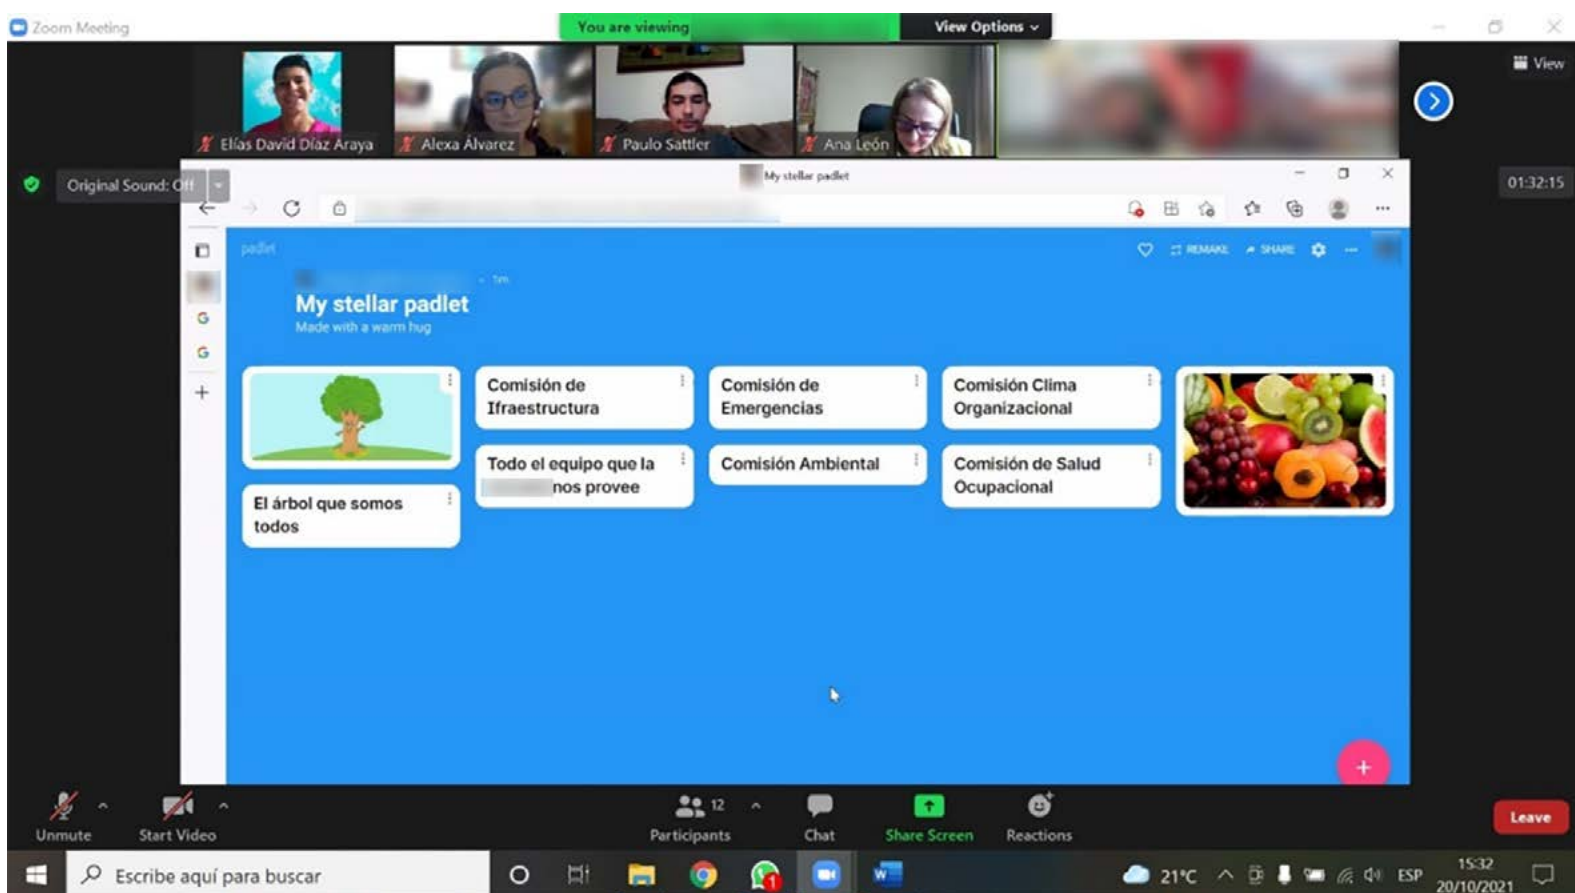 Zoom Meeting
You are viewing
View Options
View
Elías David Díaz Araya
Alexa Álvarez
Paulo Sattler
Ana León
Original Sound: Off
01:32:15
My stellar padlet
padlet
REMAKE
SHARE
1m
My stellar padlet
Made with a warm hug
El árbol que somos
todos
Comisión de
Ifraestructura
Todo el equipo que la
nos provee
Comisión de
Emergencias
Comisión Ambiental
Comisión Clima
Organizacional
Comisión de Salud
Ocupacional
Unmute
Start Video
12
Participants
Chat
Share Screen
Reactions
Leave
Escribe aquí para buscar
1
W
21°C
ESP
15:32
20/10/2021